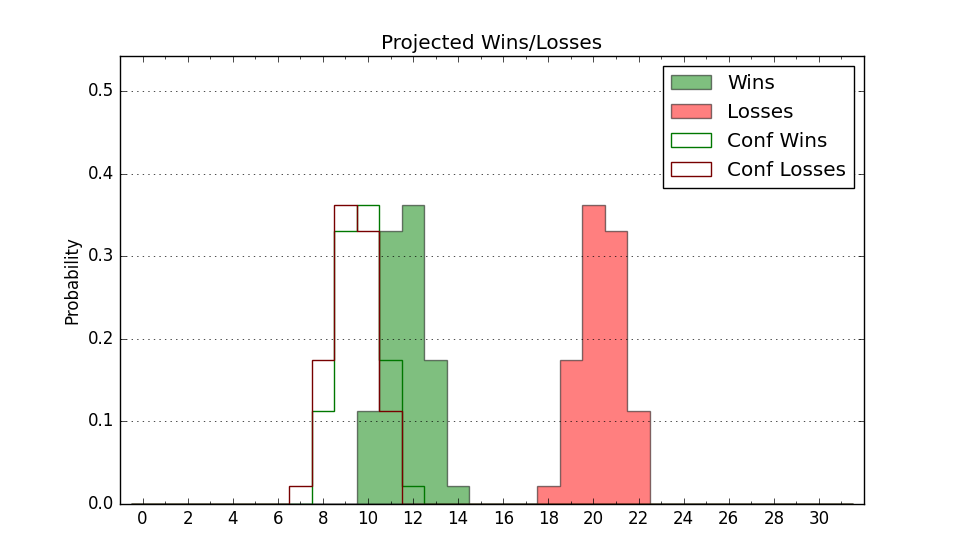 Projected Wins/Losses
Wins
Losses
Conf Wins
Conf Losses
Probability
0.5
0.4
0.3
0.2
0.1
0.0
0 2 4 6 8 10 12 14 16 18 20 22 24 26 28 30